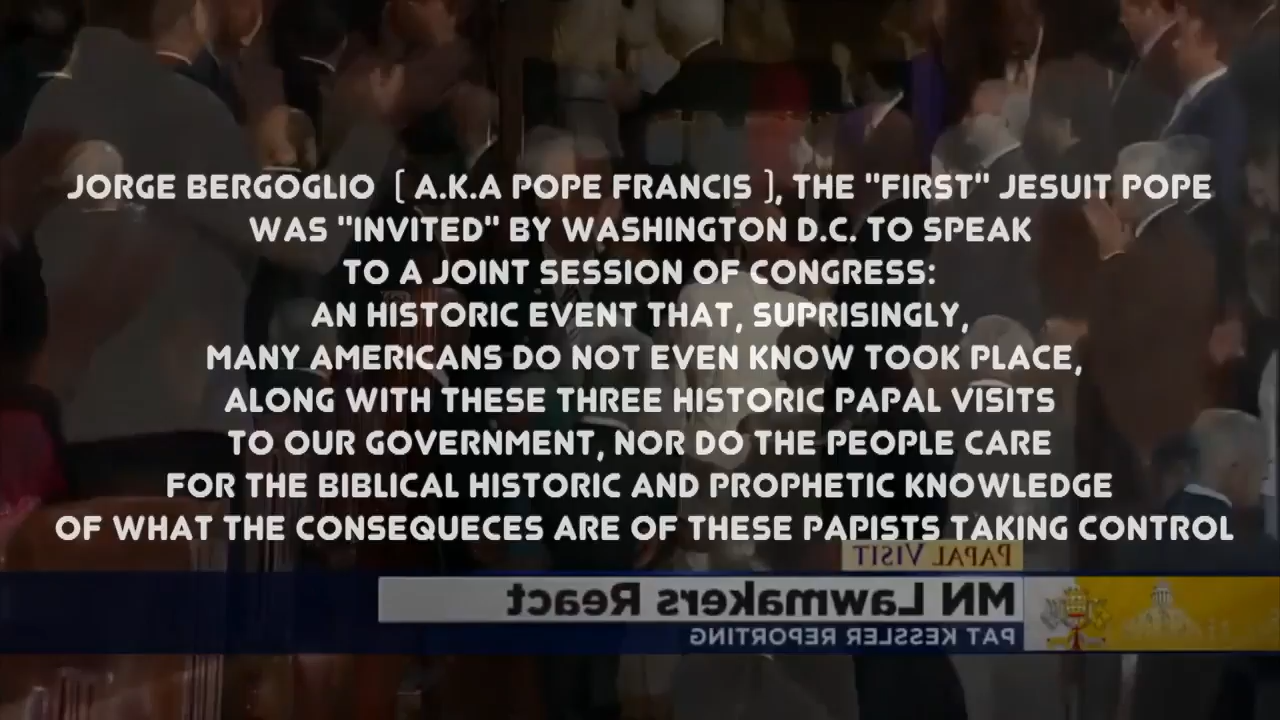 JORGE BERGOGLIO ( A.K.A POPE FRANCIS ), THE "FIRST" JESUIT POPE
WAS "INVITED" BY WASHINGTON D.C. TO SPEAK
TO A JOINT SESSION OF CONGRESS:
AN HISTORIC EVENT THAT, SUPRISINGLY,
MANY AMERICANS DO NOT EVEN KNOW TOOK PLACE,
ALONG WITH THESE THREE HISTORIC PAPAL VISITS
TO OUR GOVERNMENT, NOR DO THE PEOPLE CARE
FOR THE BIBLICAL HISTORIC AND PROPHETIC KNOWLEDGE
OF WHAT THE CONSEQUECES ARE OF THESE PAPISTS TAKING CONTROL
PAPAL VISIT
MN Lawmakers React
PAT KESSLER REPORTING